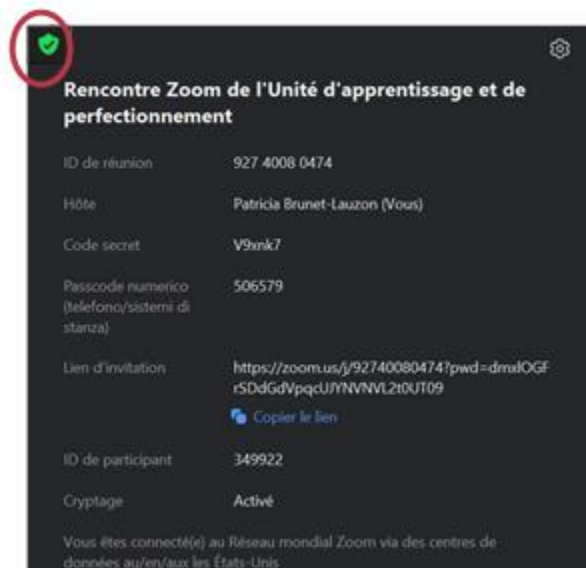 Rencontre Zoom de l'Unité d'apprentissage et de
perfectionnement
ID de réunion 927 4008 0474
Hôte Patricia Brunet-Lauzon (Vous)
Code secret V9xnk7
Passcode numerico 506579
(telefono/sistemi di
stanza)
Lien d'invitation https://zoom.us/j/92740080474?pwd=dmxlOGF
rSDdGdVpqcUJYNVNVL2t0UT09
Copier le lien
ID de participant 349922
Cryptage Activé
Vous êtes connecté(e) au Réseau mondial Zoom via des centres de
données au/en/aux les États-Unis